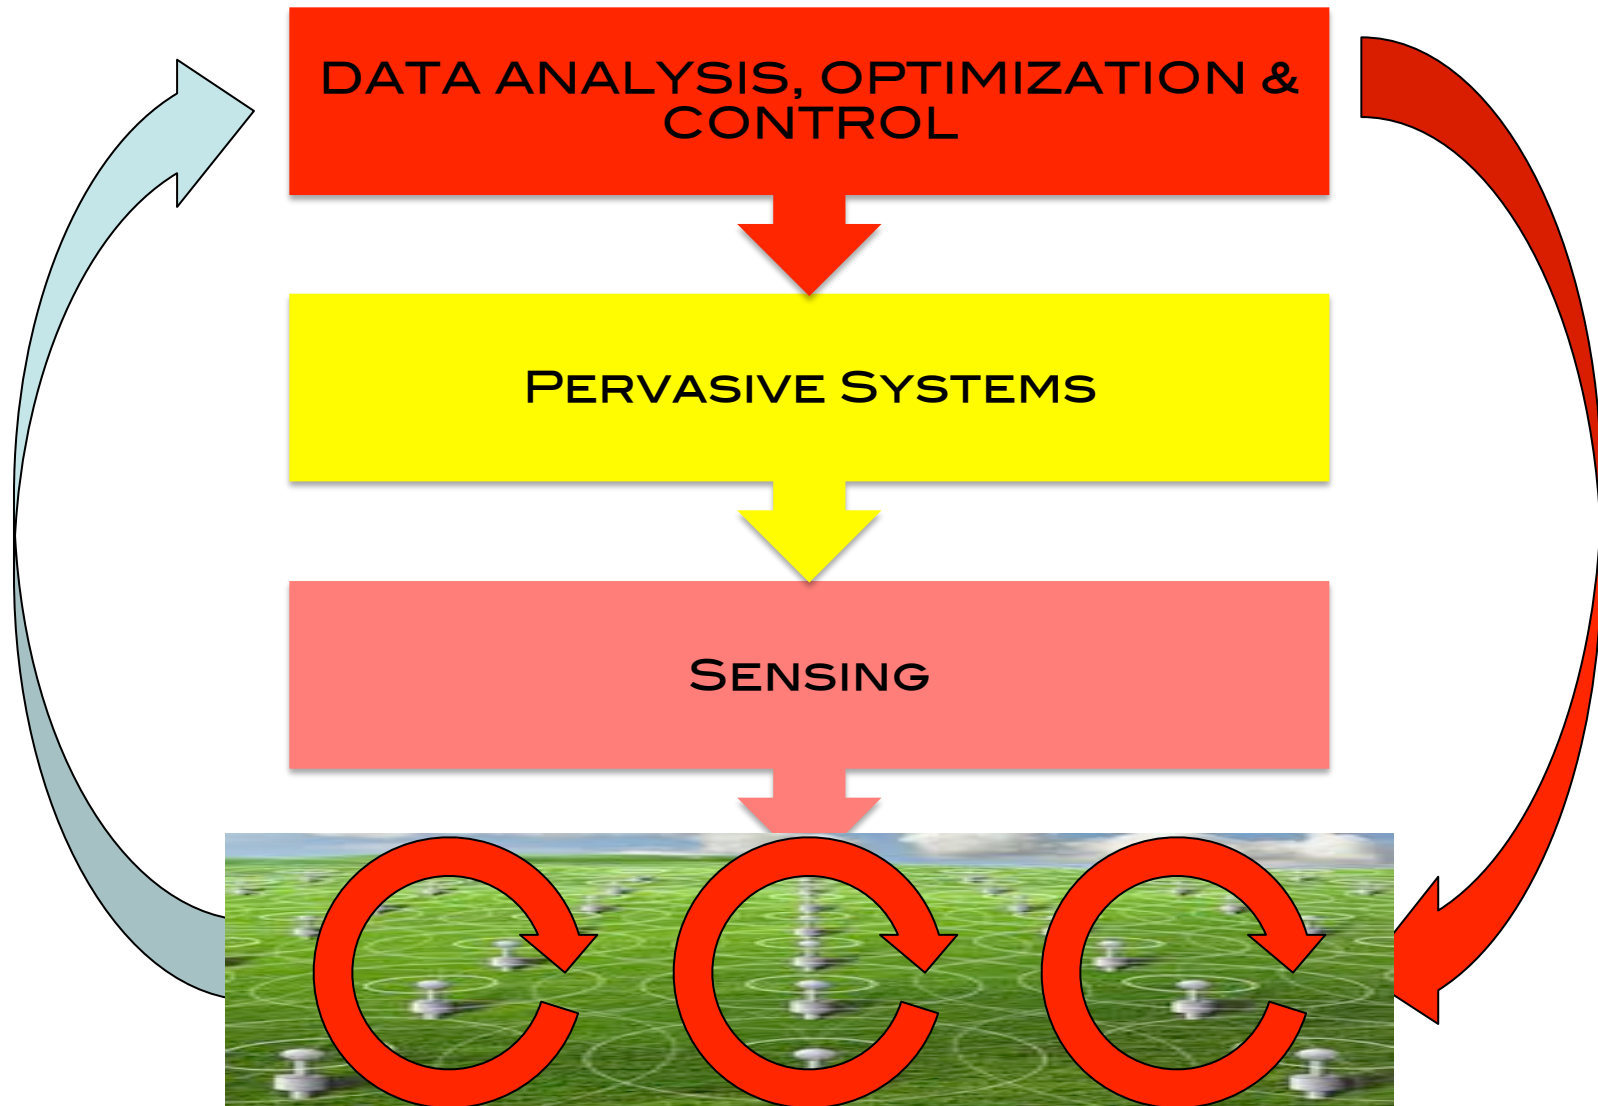 DATA ANALYSIS, OPTIMIZATION &
CONTROL
PERVASIVE SYSTEMS
SENSING